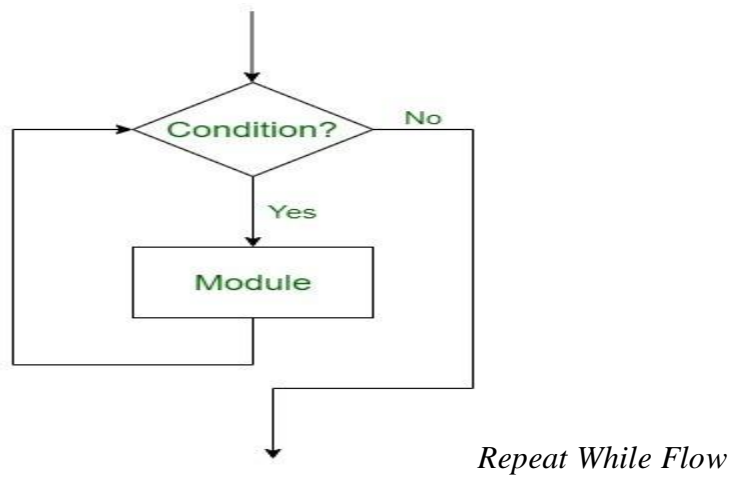 Condition?
No
Yes
Module
Repeat While Flow